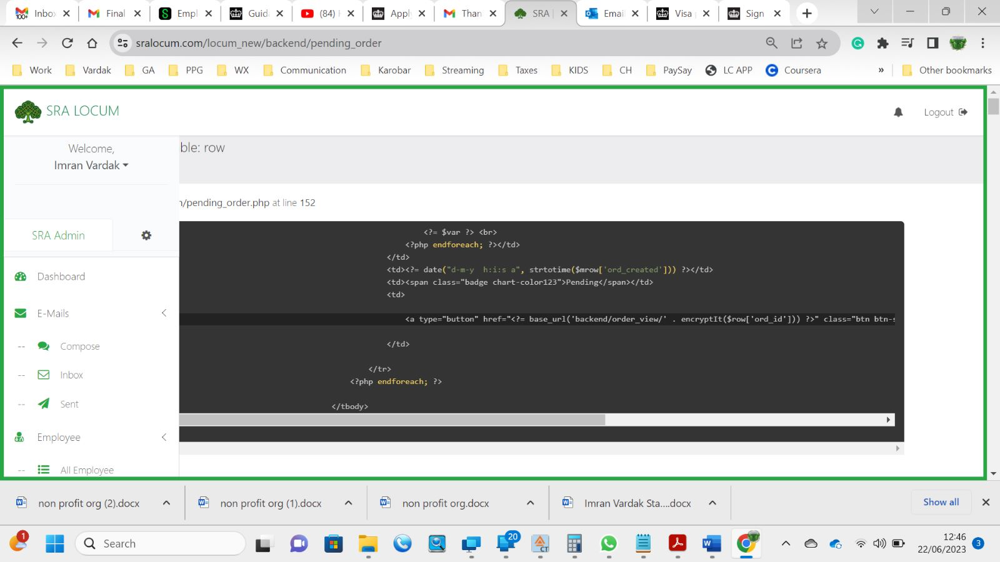 Inbo
Final
Empl
Guid
(84)
Appl
Than
SRA |
Emai
Visa
Sign
sralocum.com/locum_new/backend/pending_order
Work
Vardak
GA
PPG
WX
Communication
Karobar
Streaming
Taxes
KIDS
CH
PaySay
LC APP
Coursera
»
Other bookmarks
SRA LOCUM
Logout
Welcome,
Imran Vardak
ble: row
/pending_order.php at line 152
SRA Admin
Dashboard
E-Mails
-- Compose
-- Inbox
-- Sent
Employee
-- All Employee
<?= $var ?> <br>
<?php endforeach; ?></td>
</td>
<td><?= date("d-m-y  h:i:s a", strtotime($mrow['ord_created'])) ?></td>
<td><span class="badge chart-color123">Pending</span></td>
<td>
<a type="button" href="<?= base_url('backend/order_view/' . encryptIt($row['ord_id'])) ?>" class="btn btn-s
</td>
</tr>
<?php endforeach; ?>
</tbody>
non profit org (2).docx
non profit org (1).docx
non profit org.docx
Imran Vardak Sta....docx
Show all
1
Search
20
CT
12:46
22/06/2023
3